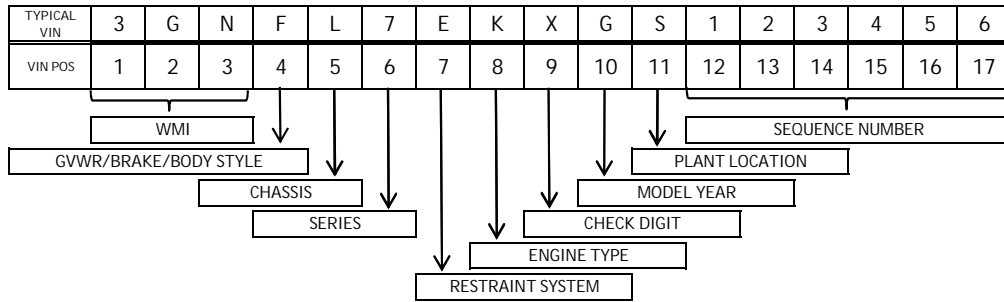 TYPICAL VIN 3 G N F L 7 E K X G S 1 2 3 4 5 6
VIN POS 1 2 3 4 5 6 7 8 9 10 11 12 13 14 15 16 17
WMI SEQUENCE NUMBER
GVWR/BRAKE/BODY STYLE PLANT LOCATION
CHASSIS MODEL YEAR
SERIES CHECK DIGIT
ENGINE TYPE
RESTRAINT SYSTEM